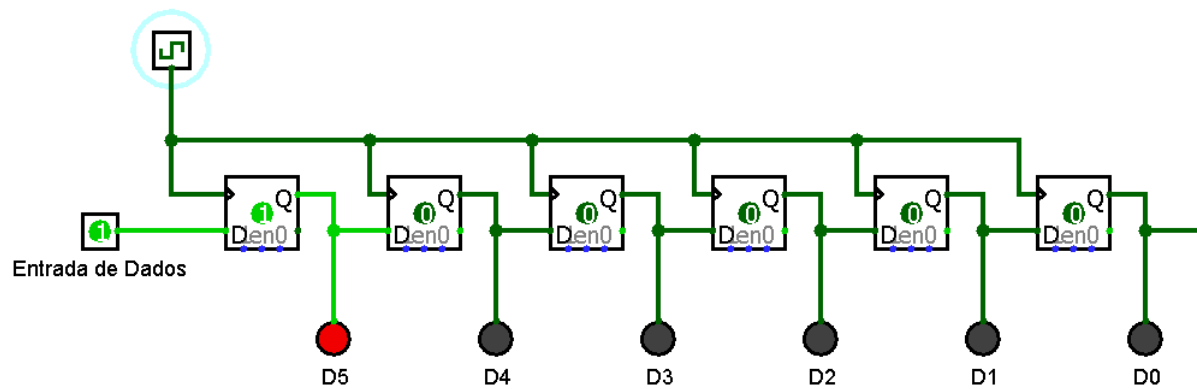 Q Q Q Q Q Q
1 0 0 0 0 0
1 D en0 D en0 D en0 D en0 D en0 D en0
Entrada de Dados
D5 D4 D3 D2 D1 D0